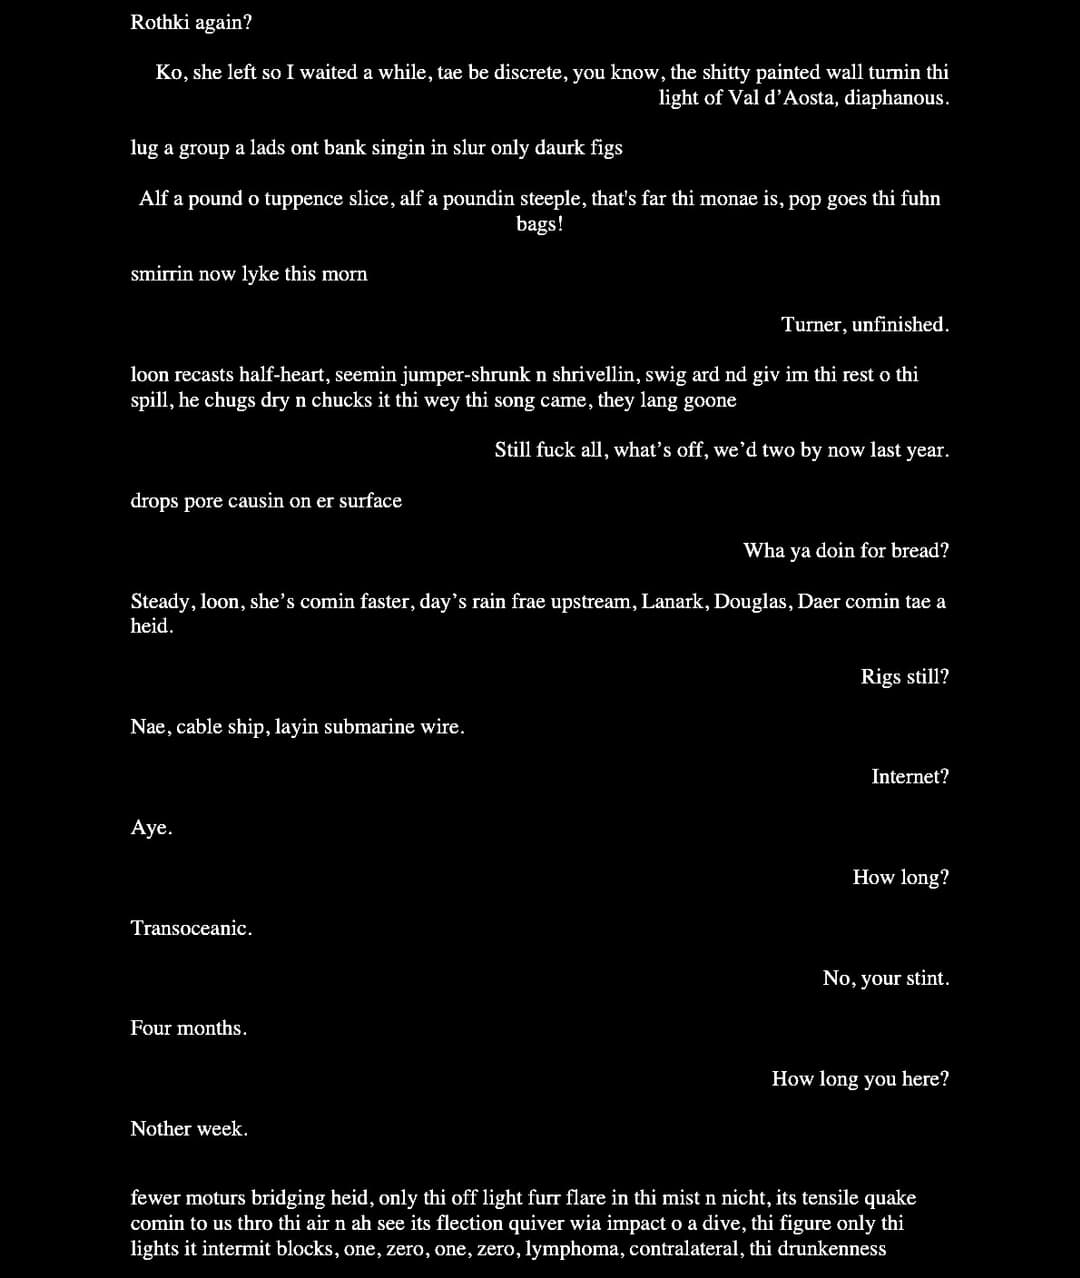 Rothki again?
Ko, she left so I waited a while, tae be discrete, you know, the shitty painted wall turnin thi
light of Val d’Aosta, diaphanous.
lug a group a lads ont bank singin in slur only daurk figs
Alf a pound o tuppence slice, alf a poundin steeple, that's far thi monae is, pop goes thi fuhn
bags!
smirrin now lyke this morn
Turner, unfinished.
loon recasts half-heart, seemin jumper-shrunk n shrivellin, swig ard nd giv im thi rest o thi
spill, he chugs dry n chucks it thi wey thi song came, they lang goone
Still fuck all, what’s off, we’d two by now last year.
drops pore causin on er surface
Wha ya doin for bread?
Steady, loon, she’s comin faster, day’s rain frae upstream, Lanark, Douglas, Daer comin tae a
heid.
Rigs still?
Nae, cable ship, layin submarine wire.
Internet?
Aye.
How long?
Transoceanic.
No, your stint.
Four months.
How long you here?
Nother week.
fewer moturs bridging heid, only thi off light furr flare in thi mist n nicht, its tensile quake
comin to us thro thi air n ah see its flection quiver wia impact o a dive, thi figure only thi
lights it intermit blocks, one, zero, one, zero, lymphoma, contralateral, thi drunkenness